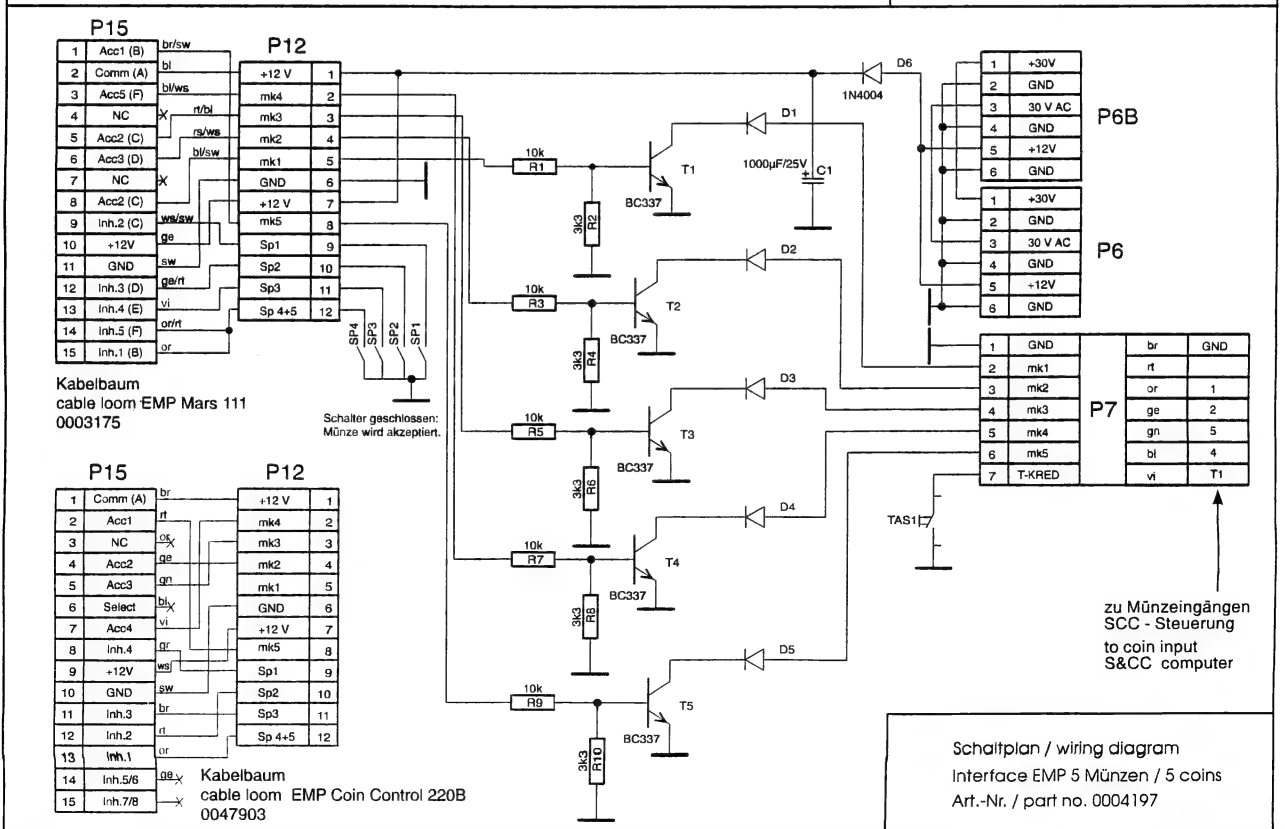 P15
1 Acc1 (B) br/sw
2 Comm (A) bl
3 Acc5 (F) bl/ws
4 NC
5 Acc2 (C) rt/bl
6 Acc3 (D) rs/ws
7 NC
8 Acc2 (C) bl/sw
9 Inh.2 (C) ws/sw
10 +12V ge
11 GND sw
12 Inh.3 (D) ge/rt
13 Inh.4 (E) vi
14 Inh.5 (F) or/rt
15 Inh.1 (B) or
P12
+12 V 1
mk4 2
mk3 3
mk2 4
mk1 5
GND 6
+12 V 7
mk5 8
Sp1 9
Sp2 10
Sp3 11
Sp 4+5 12
SP4
SP3
SP2
SP1
Kabelbaum
cable loom EMP Mars 111
0003175
Schalter geschlossen:
Münze wird akzeptiert.
P15
1 Comm (A) br
2 Acc1 rt
3 NC or
4 Acc2 ge
5 Acc3 gn
6 Select bl
7 Acc4 vi
8 Inh.4 gr
9 +12V ws
10 GND sw
11 Inh.3 br
12 Inh.2 rt
13 Inh.1 or
14 Inh.5/6 ge
15 Inh.7/8
P12
+12 V 1
mk4 2
mk3 3
mk2 4
mk1 5
GND 6
+12 V 7
mk5 8
Sp1 9
Sp2 10
Sp3 11
Sp 4+5 12
Kabelbaum
cable loom EMP Coin Control 220B
0047903
10k
R1
3k3
R2
T1
BC337
D1
10k
R3
3k3
R4
T2
BC337
D2
10k
R5
3k3
R6
T3
BC337
D3
10k
R7
3k3
R8
T4
BC337
D4
10k
R9
3k3
R10
T5
BC337
D5
1000µF/25V
+
C1
D6
1N4004
P6B
1 +30V
2 GND
3 30 V AC
4 GND
5 +12V
6 GND
P6
1 +30V
2 GND
3 30 V AC
4 GND
5 +12V
6 GND
P7
1 GND br GND
2 mk1 rt
3 mk2 or 1
4 mk3 ge 2
5 mk4 gn 5
6 mk5 bl 4
7 T-KRED vi T1
TAS1
zu Münzeingängen
SCC - Steuerung
to coin input
S&CC computer
Schaltplan / wiring diagram
Interface EMP 5 Münzen / 5 coins
Art.-Nr. / part no. 0004197